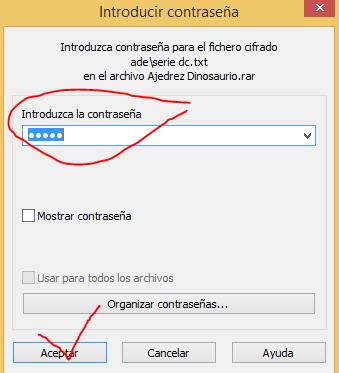 Introducir contraseña
Introduzca contraseña para el fichero cifrado
ade\serie dc.txt
en el archivo Ajedrez Dinosaurio.rar
Introduzca la contraseña
●●●●●
Mostrar contraseña
Usar para todos los archivos
Organizar contraseñas...
Aceptar
Cancelar
Ayuda